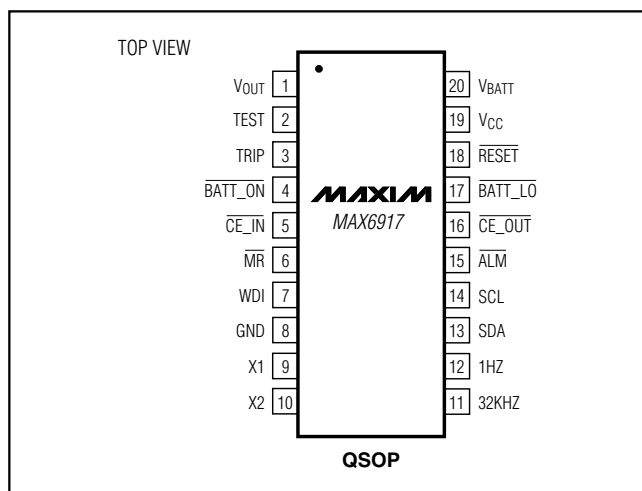 TOP VIEW
VOUT 1
TEST 2
TRIP 3
BATT_ON 4
CE_IN 5
MR 6
WDI 7
GND 8
X1 9
X2 10
MAXIM
MAX6917
20 VBATT
19 VCC
18 RESET
17 BATT_LO
16 CE_OUT
15 ALM
14 SCL
13 SDA
12 1HZ
11 32KHZ
QSOP